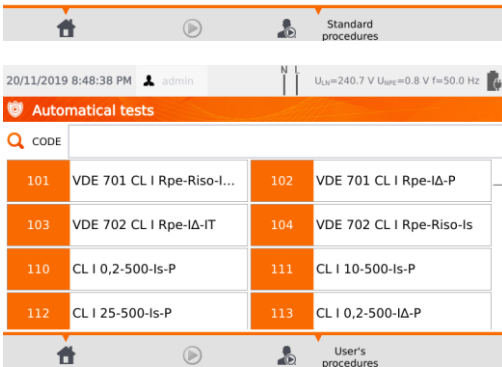 Standard
procedures
20/11/2019 8:48:38 PM admin N L U_LN=240.7 V U_NPE=0.8 V f=50.0 Hz
Automatical tests
CODE
101 VDE 701 CL I Rpe-Riso-I... 102 VDE 701 CL I Rpe-IΔ-P
103 VDE 702 CL I Rpe-IΔ-IT 104 VDE 702 CL I Rpe-Riso-Is
110 CL I 0,2-500-Is-P 111 CL I 10-500-Is-P
112 CL I 25-500-Is-P 113 CL I 0,2-500-IΔ-P
User's
procedures